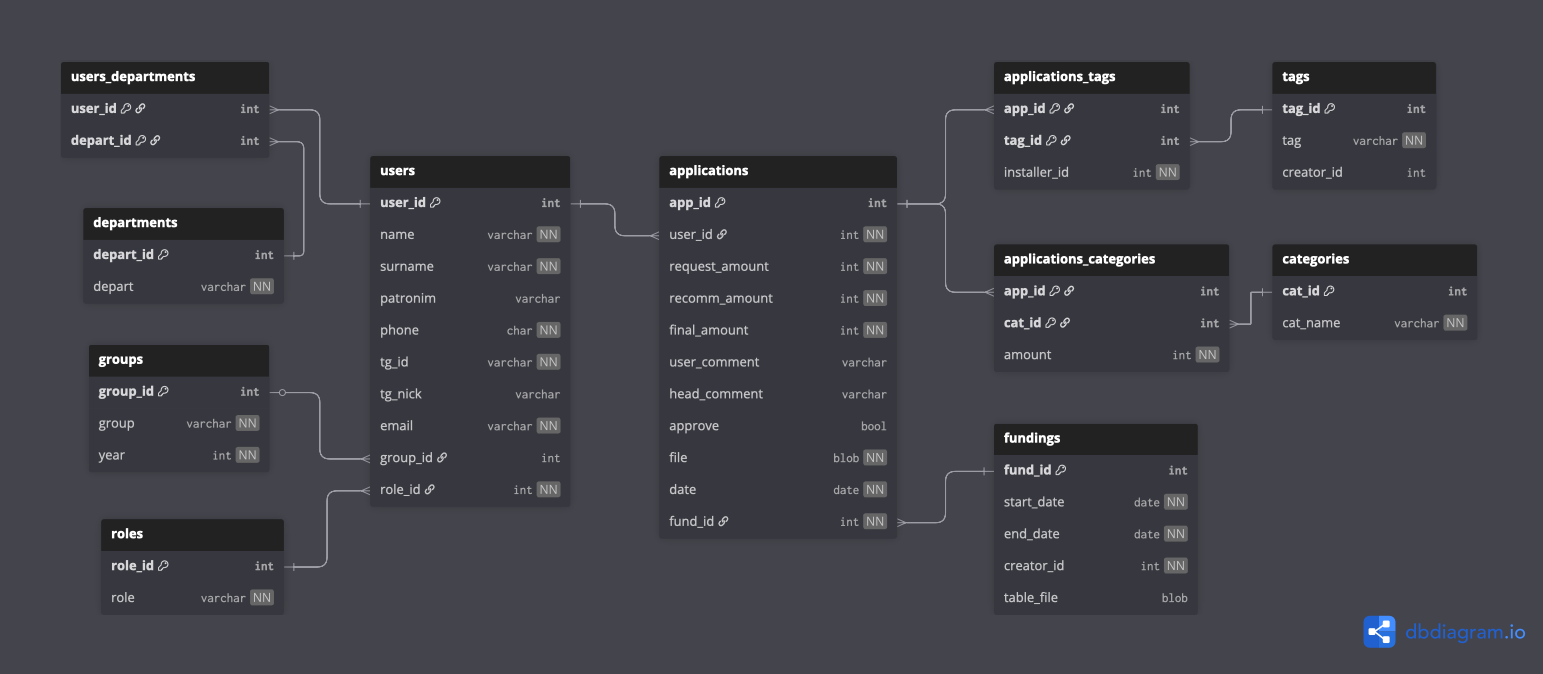 users_departments
user_id int
depart_id int
departments
depart_id int
depart varchar NN
groups
group_id int
group varchar NN
year int NN
roles
role_id int
role varchar NN
users
user_id int
name varchar NN
surname varchar NN
patronim varchar
phone char NN
tg_id varchar NN
tg_nick varchar
email varchar NN
group_id int
role_id int NN
applications
app_id int
user_id int NN
request_amount int NN
recomm_amount int NN
final_amount int NN
user_comment varchar
head_comment varchar
approve bool
file blob NN
date date NN
fund_id int NN
applications_tags
app_id int
tag_id int
installer_id int NN
tags
tag_id int
tag varchar NN
creator_id int
applications_categories
app_id int
cat_id int
amount int NN
categories
cat_id int
cat_name varchar NN
fundings
fund_id int
start_date date NN
end_date date NN
creator_id int NN
table_file blob
dbdiagram.io